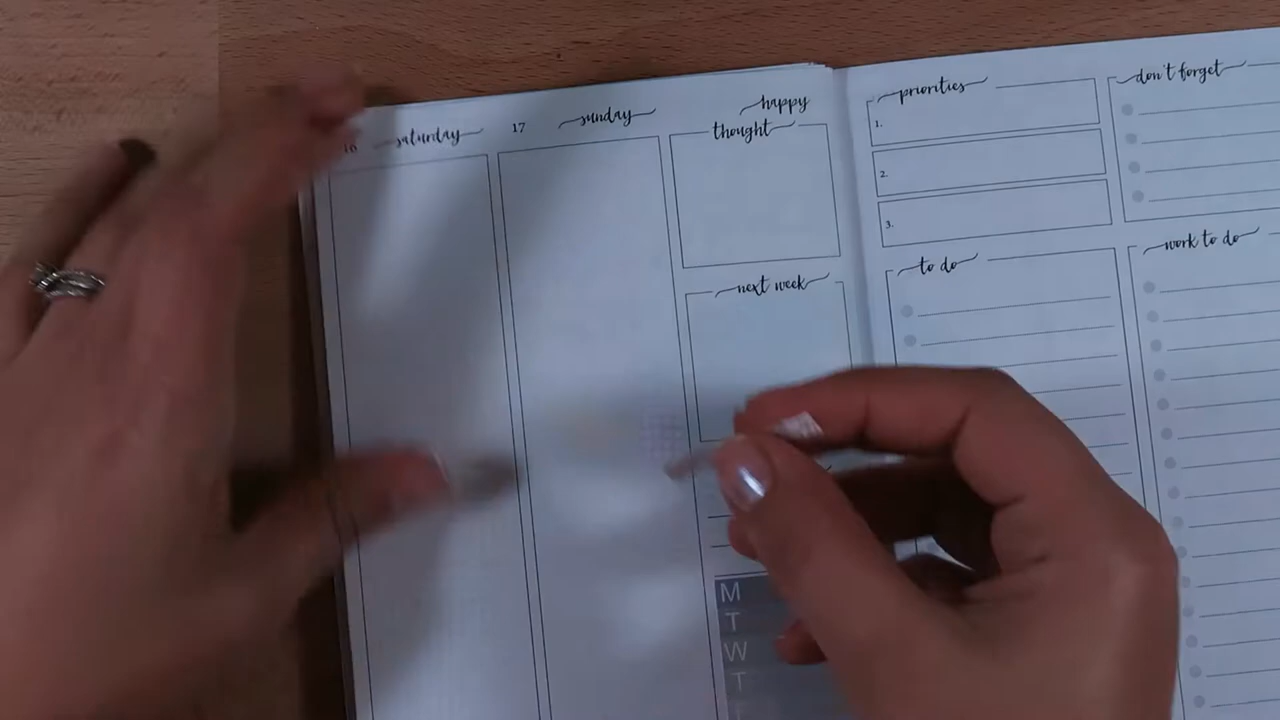 16 saturday
17 sunday
happy
thought
next week
M
T
W
T
priorities
1.
2.
3.
don't forget
to do
work to do